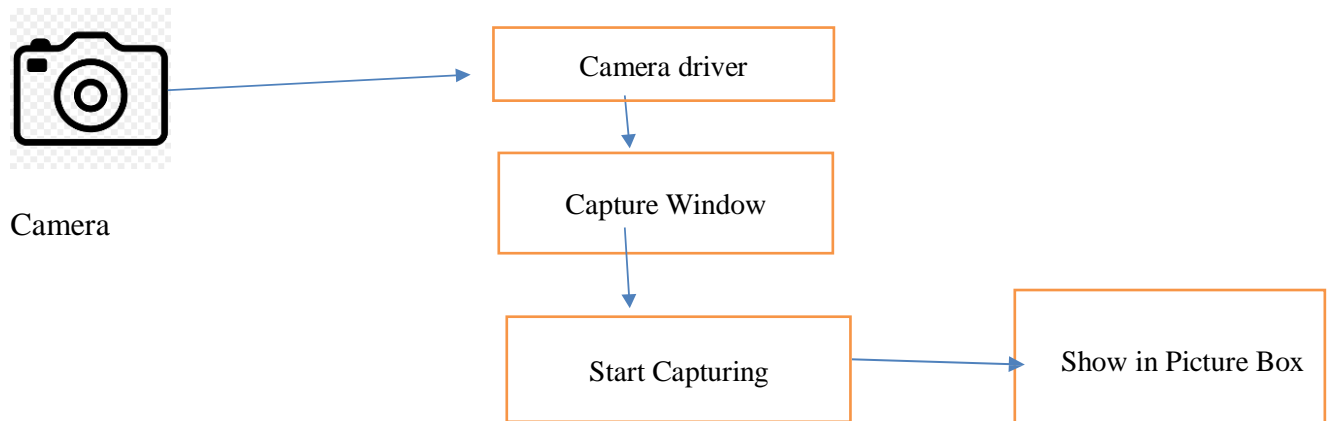 Camera driver
Capture Window
Camera
Start Capturing
Show in Picture Box